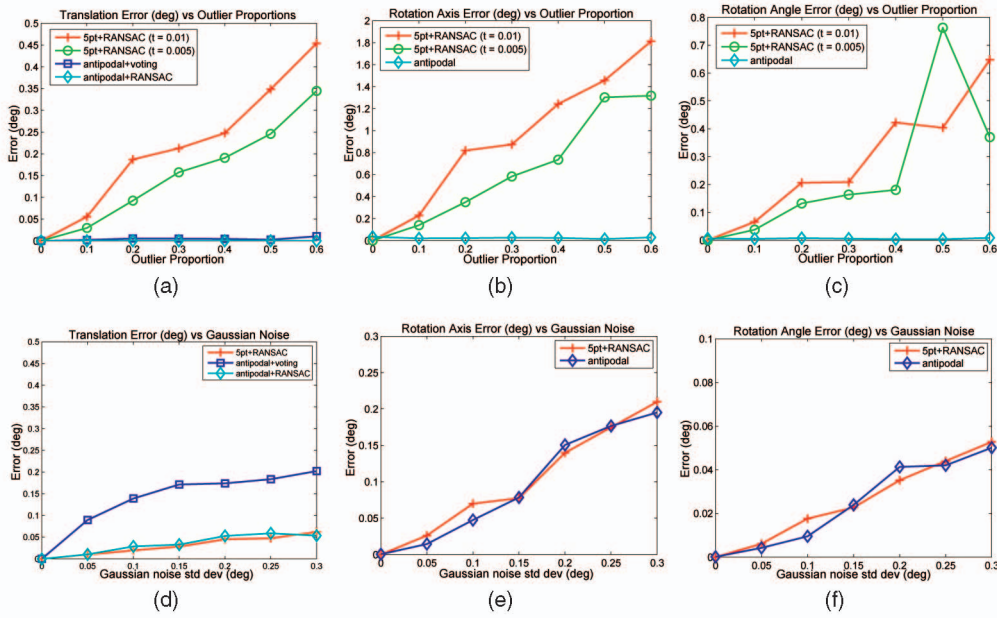 Translation Error (deg) vs Outlier Proportions
5pt+RANSAC (t = 0.01)
5pt+RANSAC (t = 0.005)
antipodal+voting
antipodal+RANSAC
Error (deg)
0.5
0.45
0.4
0.35
0.3
0.25
0.2
0.15
0.1
0.05
0
0 0.1 0.2 0.3 0.4 0.5 0.6
Outlier Proportion
(a)
Rotation Axis Error (deg) vs Outlier Proportion
5pt+RANSAC (t = 0.01)
5pt+RANSAC (t = 0.005)
antipodal
Error (deg)
2
1.8
1.6
1.4
1.2
1
0.8
0.6
0.4
0.2
0
0 0.1 0.2 0.3 0.4 0.5 0.6
Outlier Proportion
(b)
Rotation Angle Error (deg) vs Outlier Proportion
5pt+RANSAC (t = 0.01)
5pt+RANSAC (t = 0.005)
antipodal
Error (deg)
0.8
0.7
0.6
0.5
0.4
0.3
0.2
0.1
0
0 0.1 0.2 0.3 0.4 0.5 0.6
Outlier Proportion
(c)
Translation Error (deg) vs Gaussian Noise
5pt+RANSAC
antipodal+voting
antipodal+RANSAC
Error (deg)
0.5
0.45
0.4
0.35
0.3
0.25
0.2
0.15
0.1
0.05
0
0 0.05 0.1 0.15 0.2 0.25 0.3
Gaussian noise std dev (deg)
(d)
Rotation Axis Error (deg) vs Gaussian Noise
5pt+RANSAC
antipodal
Error (deg)
0.3
0.25
0.2
0.15
0.1
0.05
0
0 0.05 0.1 0.15 0.2 0.25 0.3
Gaussian noise std dev (deg)
(e)
Rotation Angle Error (deg) vs Gaussian Noise
5pt+RANSAC
antipodal
Error (deg)
0.1
0.08
0.06
0.04
0.02
0
0 0.05 0.1 0.15 0.2 0.25 0.3
Gaussian noise std dev (deg)
(f)